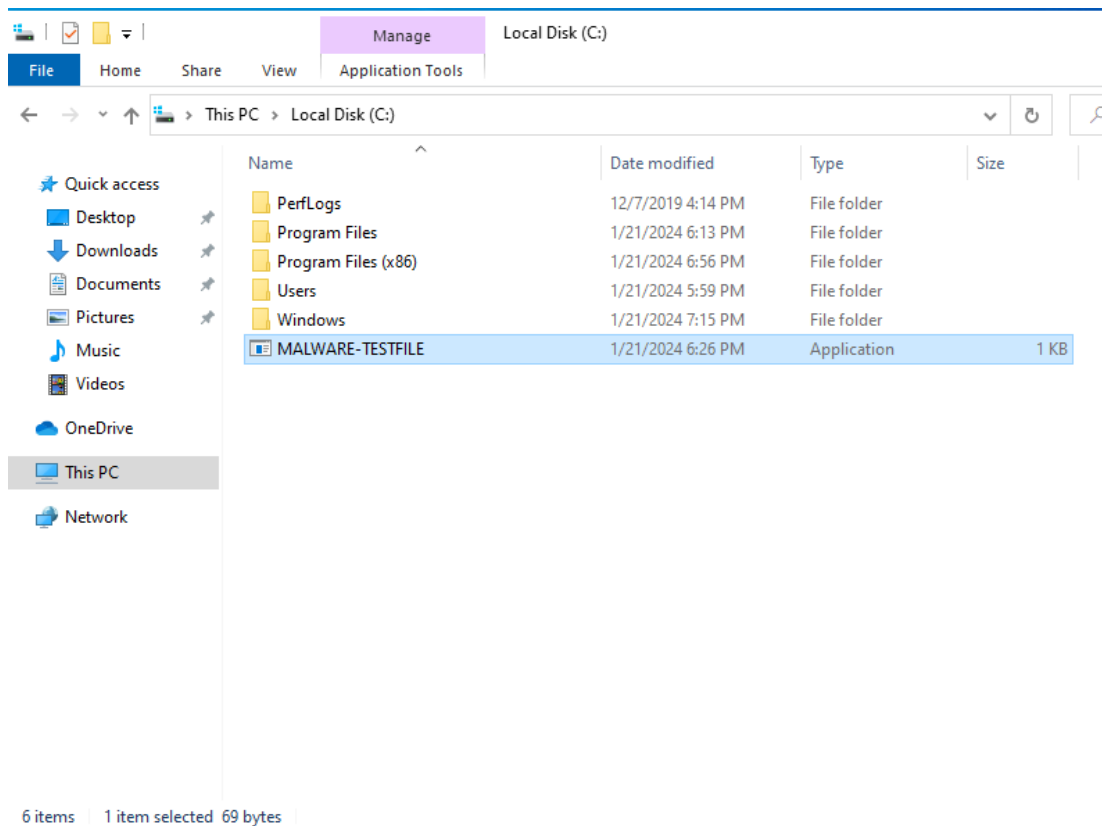 Manage Local Disk (C:)
File Home Share View Application Tools
This PC Local Disk (C:)
Name Date modified Type Size
Quick access
Desktop
Downloads
Documents
Pictures
Music
Videos
OneDrive
This PC
Network
PerfLogs 12/7/2019 4:14 PM File folder
Program Files 1/21/2024 6:13 PM File folder
Program Files (x86) 1/21/2024 6:56 PM File folder
Users 1/21/2024 5:59 PM File folder
Windows 1/21/2024 7:15 PM File folder
MALWARE-TESTFILE 1/21/2024 6:26 PM Application 1 KB
6 items 1 item selected 69 bytes